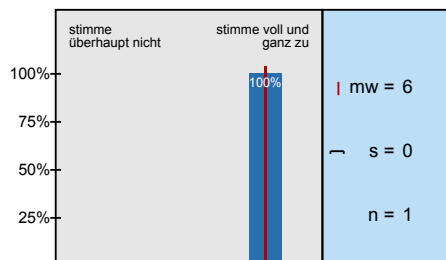 stimme
überhaupt nicht
stimme voll und
ganz zu
100%
100%
mw = 6
75%
50%
s = 0
25%
n = 1